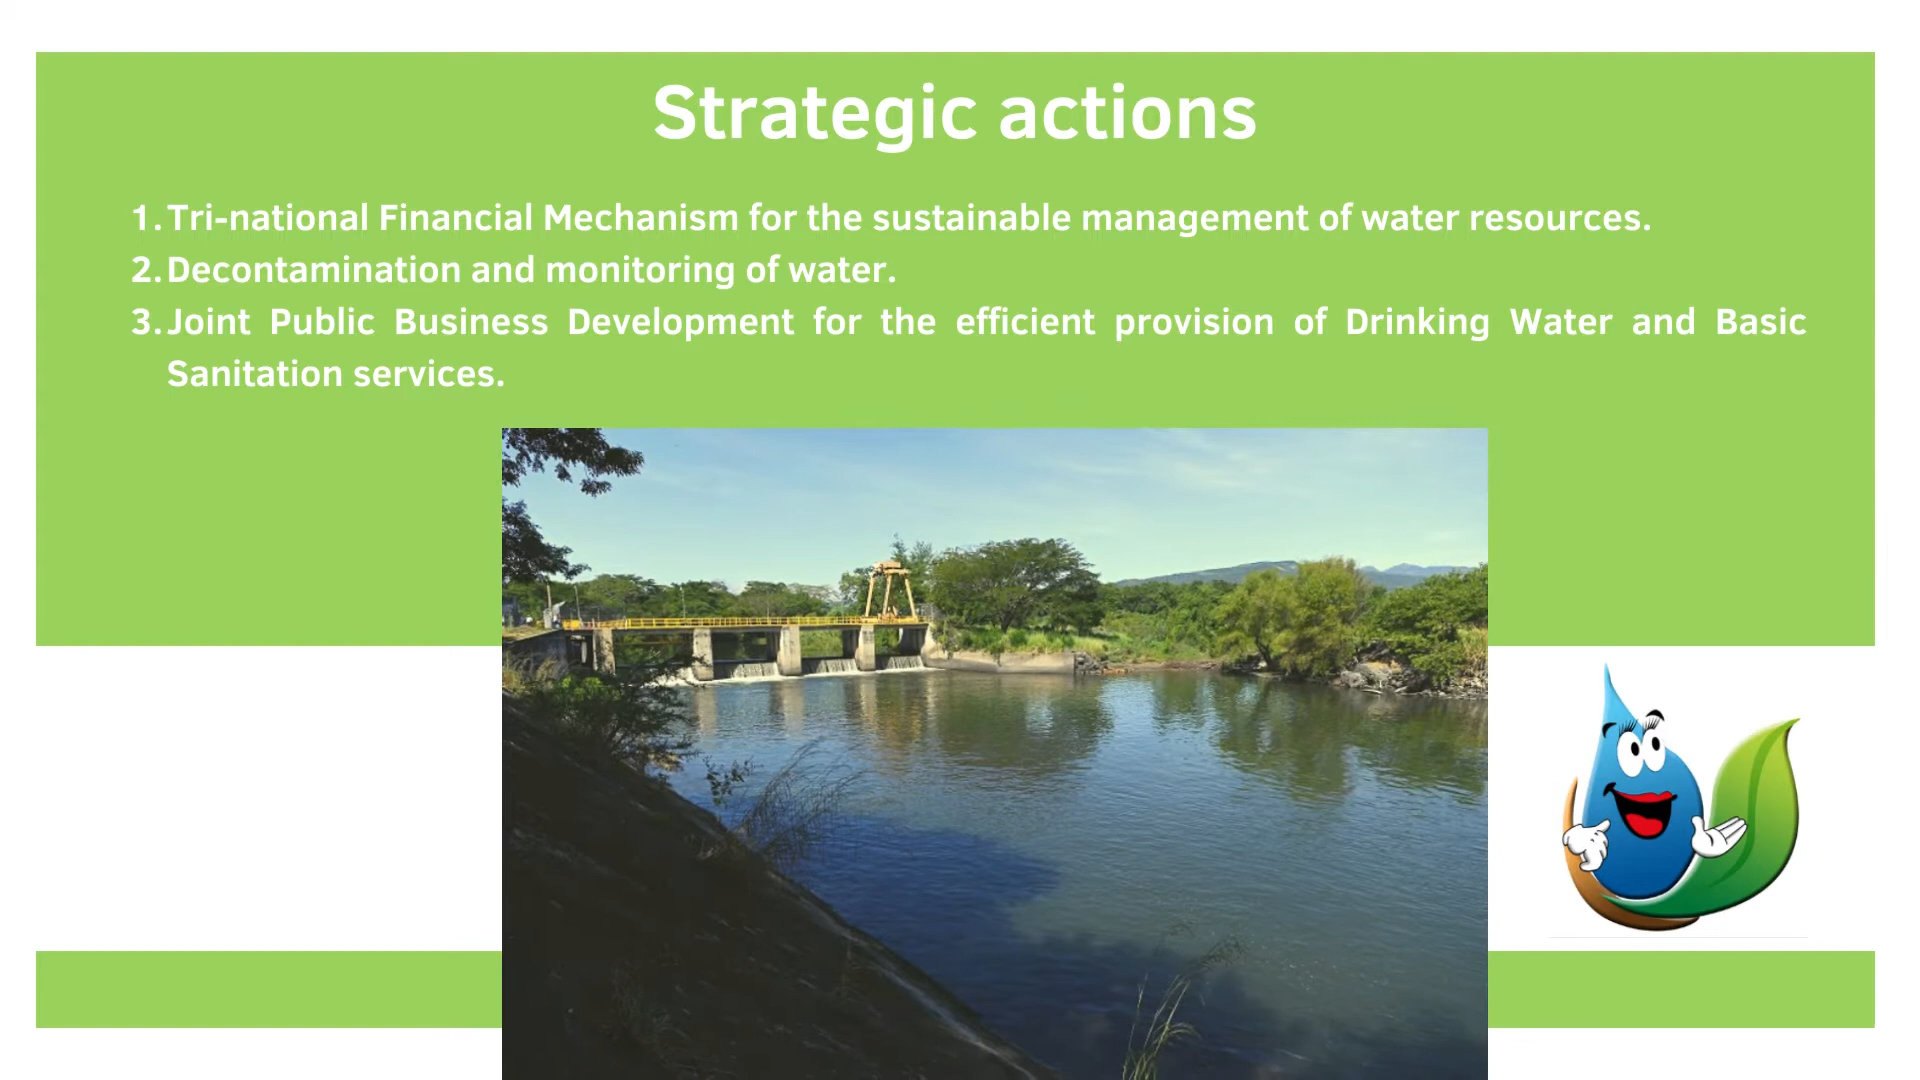 Strategic actions
1. Tri-national Financial Mechanism for the sustainable management of water resources.
2. Decontamination and monitoring of water.
3. Joint Public Business Development for the efficient provision of Drinking Water and Basic
Sanitation services.